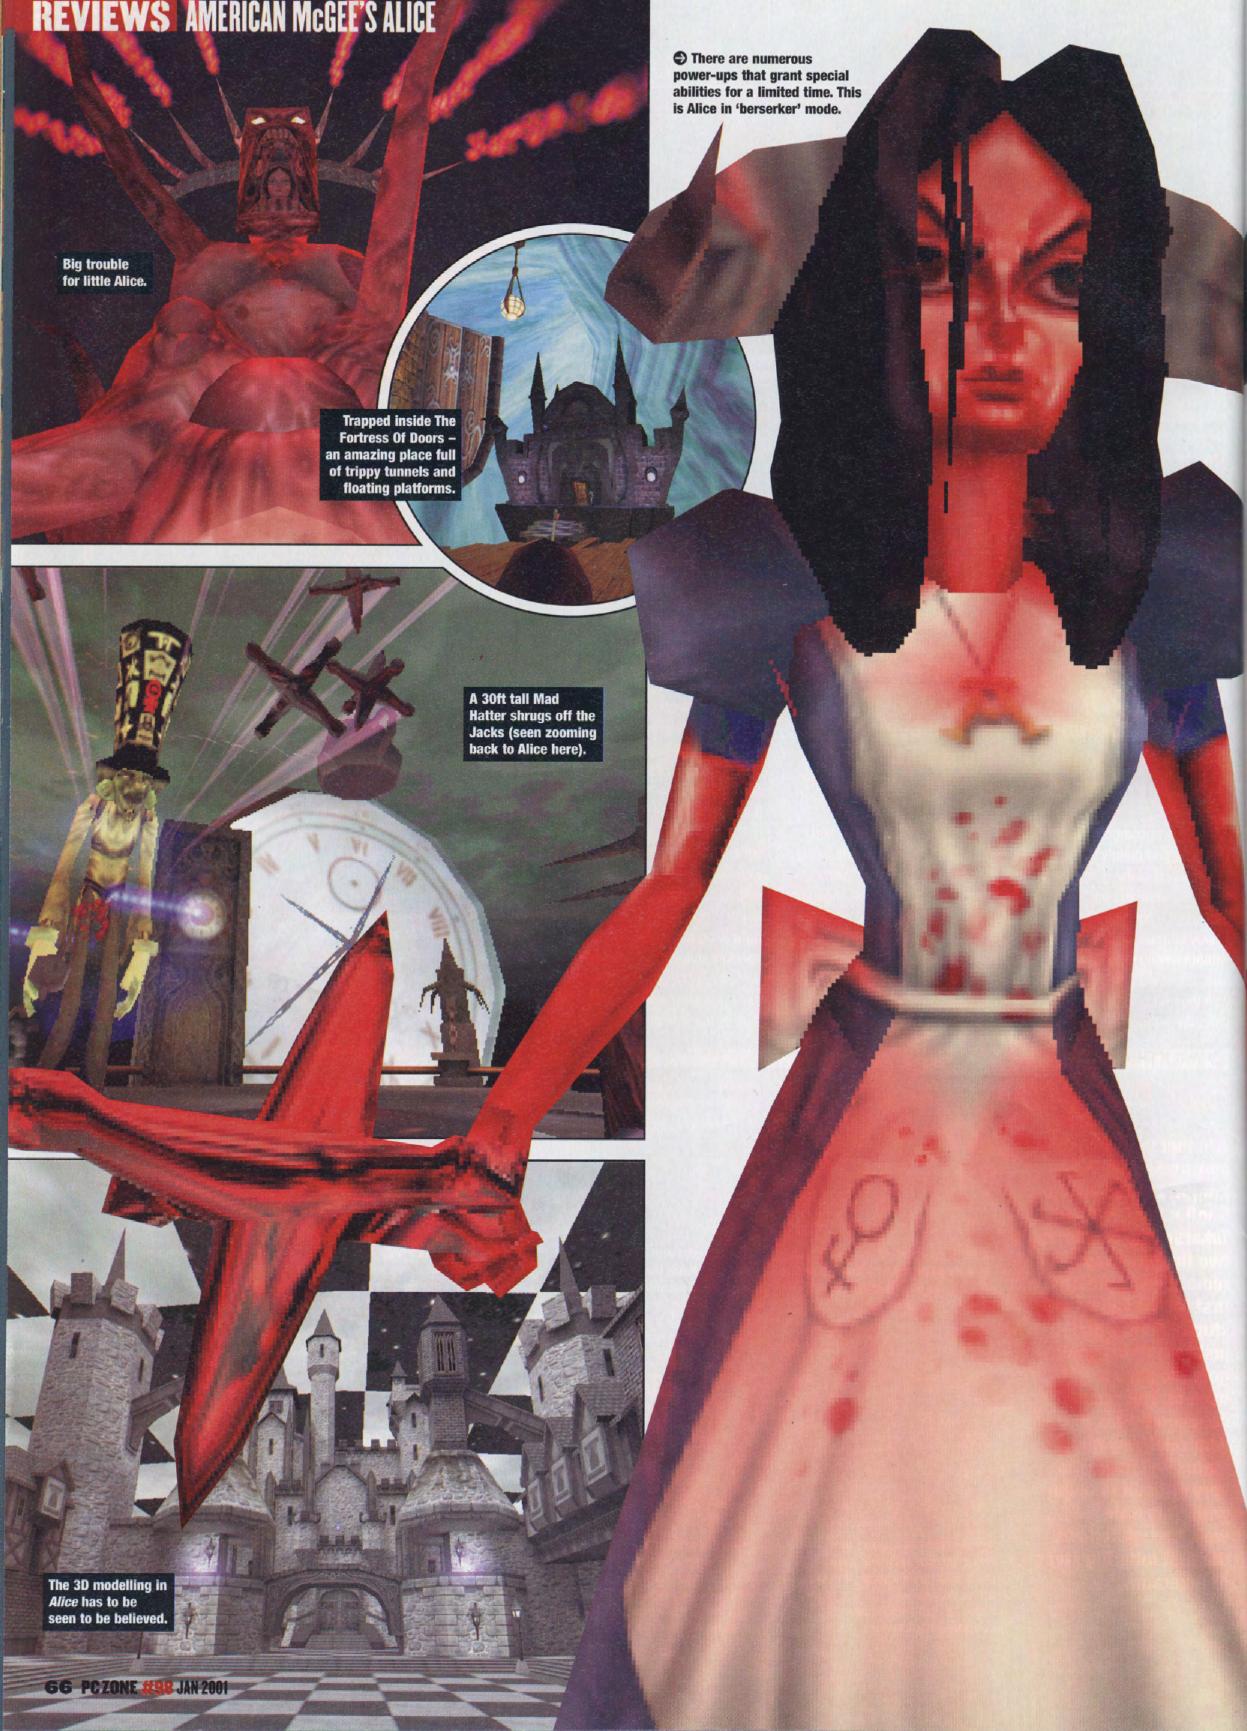 REVIEWS AMERICAN McGEE'S ALICE
There are numerous
power-ups that grant special
abilities for a limited time. This
is Alice in 'berserker' mode.
Big trouble
for little Alice.
Trapped inside The
Fortress Of Doors –
an amazing place full
of trippy tunnels and
floating platforms.
A 30ft tall Mad
Hatter shrugs off the
Jacks (seen zooming
back to Alice here).
The 3D modelling in
Alice has to be
seen to be believed.
66 PCZONE #98 JAN 2001